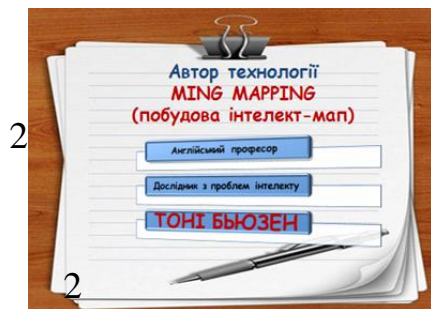 Автор технології
MING MAPPING
(побудова інтелект-мап)
2
Англійський професор
Дослідник з проблем інтелекту
ТОНІ БЬЮЗЕН
2